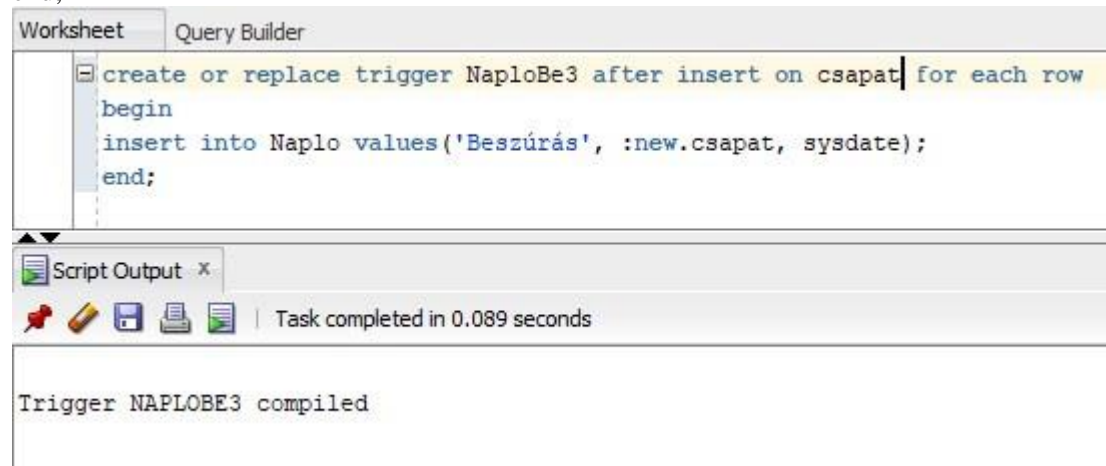 Worksheet Query Builder
create or replace trigger NaploBe3 after insert on csapat for each row
begin
insert into Naplo values('Beszúrás', :new.csapat, sysdate);
end;
Script Output x
Task completed in 0.089 seconds
Trigger NAPLOBE3 compiled